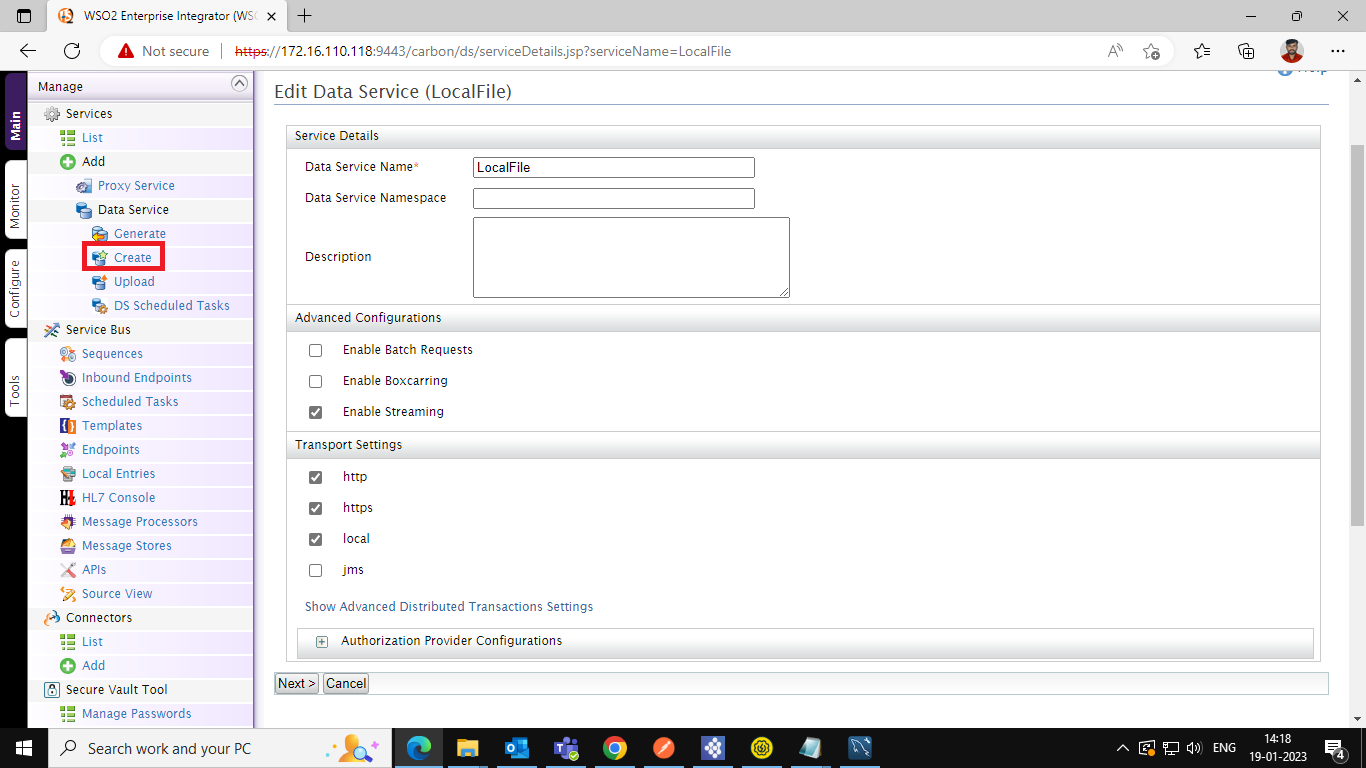 WSO2 Enterprise Integrator (WSO
Not secure
https://172.16.110.118:9443/carbon/ds/serviceDetails.jsp?serviceName=LocalFile
Main
Monitor
Configure
Tools
Manage
Services
List
Add
Proxy Service
Data Service
Generate
Create
Upload
DS Scheduled Tasks
Service Bus
Sequences
Inbound Endpoints
Scheduled Tasks
Templates
Endpoints
Local Entries
HL7 Console
Message Processors
Message Stores
APIs
Source View
Connectors
List
Add
Secure Vault Tool
Manage Passwords
Help
Edit Data Service (LocalFile)
Service Details
Data Service Name* LocalFile
Data Service Namespace
Description
Advanced Configurations
Enable Batch Requests
Enable Boxcarring
Enable Streaming
Transport Settings
http
https
local
jms
Show Advanced Distributed Transactions Settings
Authorization Provider Configurations
Next > Cancel
Search work and your PC
ENG
14:18
19-01-2023
4